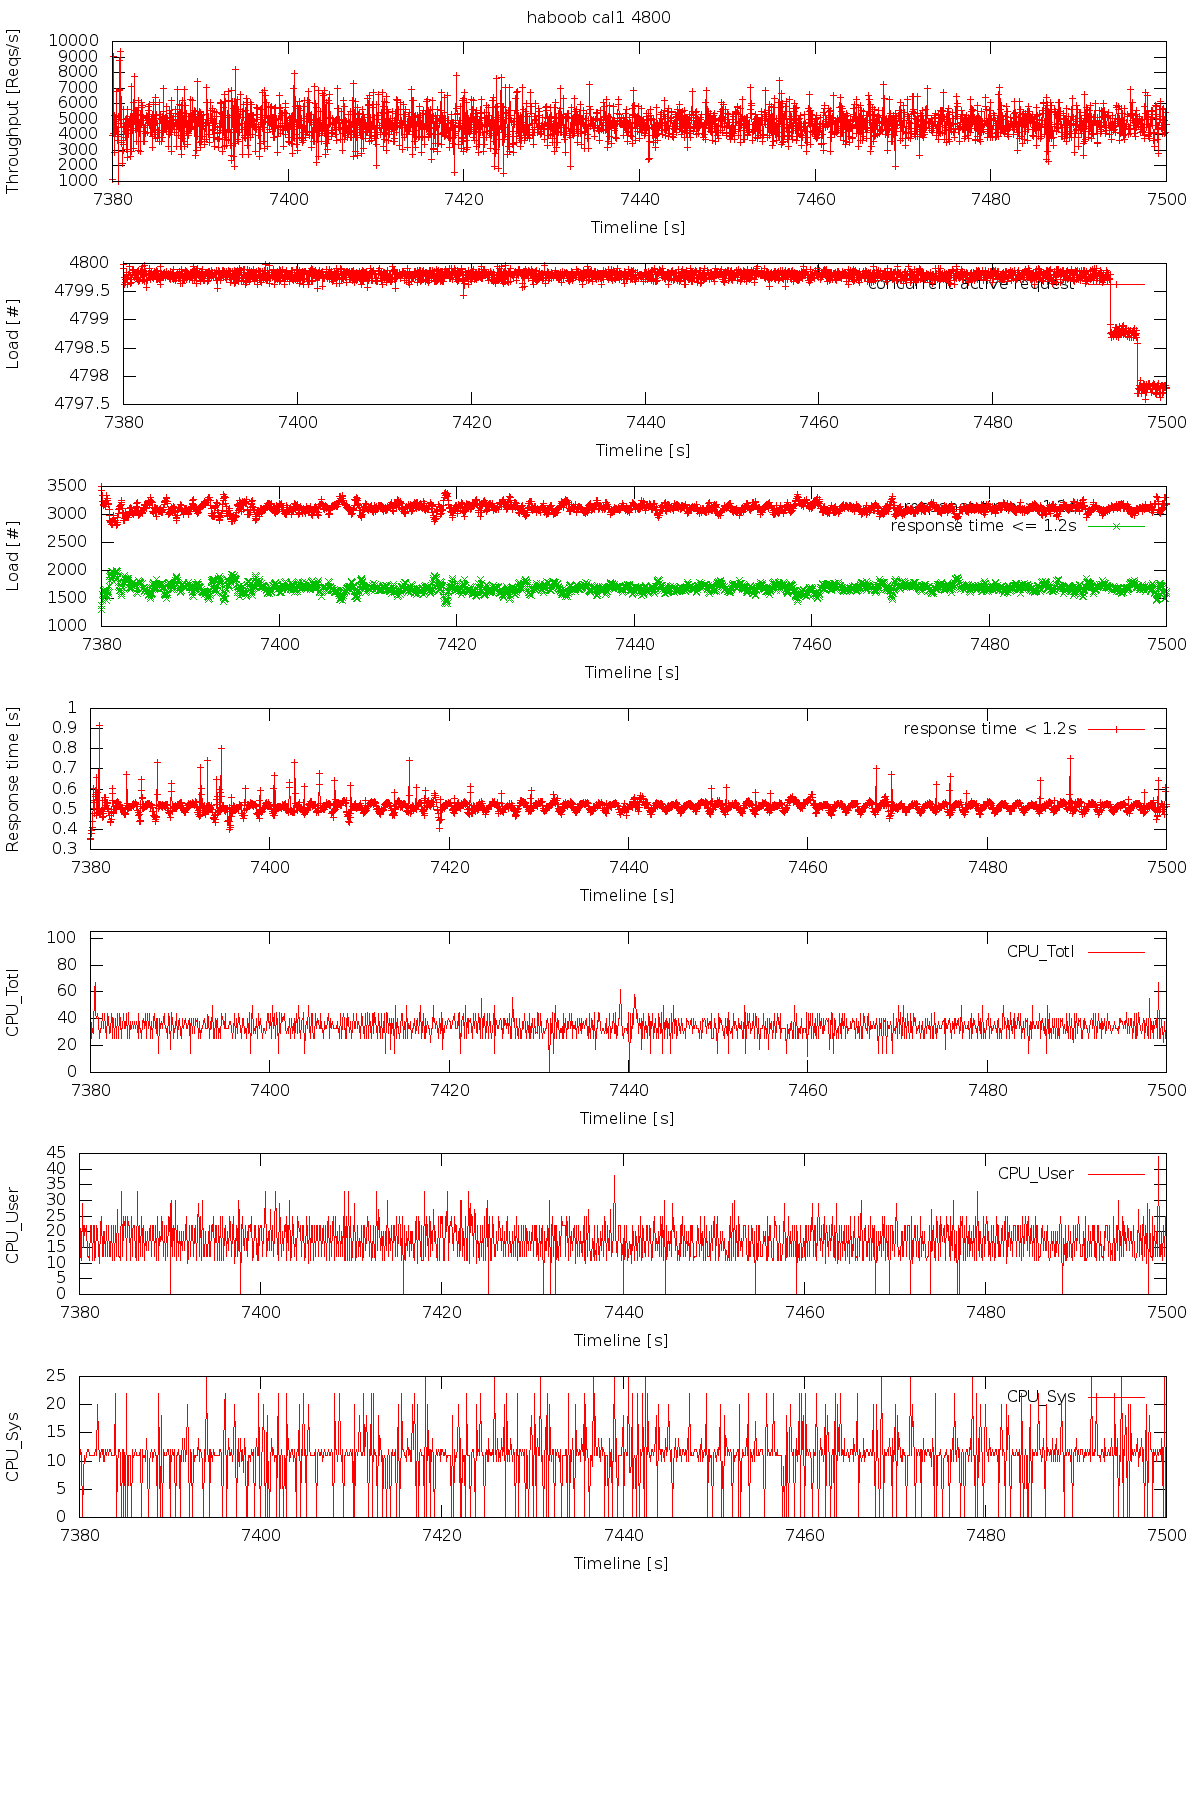 haboob cal1 4800
Throughput [Reqs/s]
10000
9000
8000
7000
6000
5000
4000
3000
2000
1000
7380 7400 7420 7440 7460 7480 7500
Timeline [s]
Load [#]
4800
4799.5
4799
4798.5
4798
4797.5
concurrent active request
7380 7400 7420 7440 7460 7480 7500
Timeline [s]
Load [#]
3500
3000
2500
2000
1500
1000
response time <= 1.2s
7380 7400 7420 7440 7460 7480 7500
Timeline [s]
Response time [s]
1
0.9
0.8
0.7
0.6
0.5
0.4
0.3
response time < 1.2s
7380 7400 7420 7440 7460 7480 7500
Timeline [s]
CPU_Totl
100
80
60
40
20
0
CPU_Totl
7380 7400 7420 7440 7460 7480 7500
Timeline [s]
CPU_User
45
40
35
30
25
20
15
10
5
0
CPU_User
7380 7400 7420 7440 7460 7480 7500
Timeline [s]
CPU_Sys
25
20
15
10
5
0
CPU_Sys
7380 7400 7420 7440 7460 7480 7500
Timeline [s]